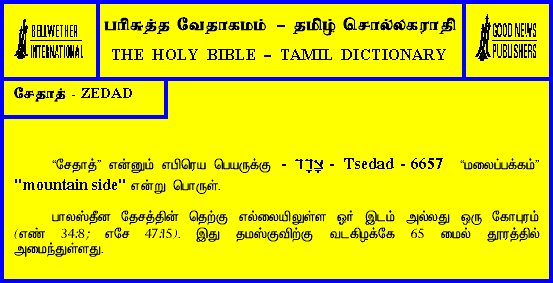 BELLWETHER
INTERNATIONAL
பரிசுத்த வேதாகமம் – தமிழ் சொல்லகராதி
THE HOLY BIBLE – TAMIL DICTIONARY
GOOD NEWS
PUBLISHERS
சேதாத் - ZEDAD
“சேதாத்” என்னும் எபிரெய பெயருக்கு - צְדָד - Tsedad - 6657 “மலைப்பக்கம்”
"mountain side" என்று பொருள்.
பாலஸ்தீன தேசத்தின் தெற்கு எல்லையிலுள்ள ஓர் இடம் அல்லது ஒரு கோபுரம்
(எண் 34:8; எசே 47:15). இது தமஸ்குவிற்கு வடகிழக்கே 65 மைல் தூரத்தில்
அமைந்துள்ளது.